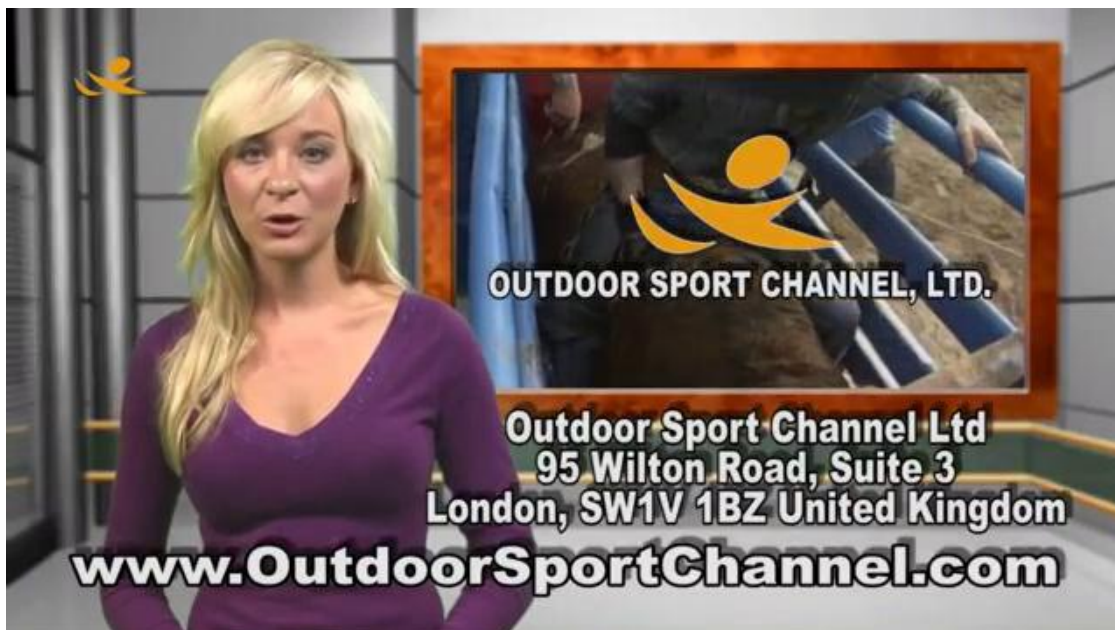 OUTDOOR SPORT CHANNEL, LTD.
Outdoor Sport Channel Ltd
95 Wilton Road, Suite 3
London, SW1V 1BZ United Kingdom
www.OutdoorSportChannel.com